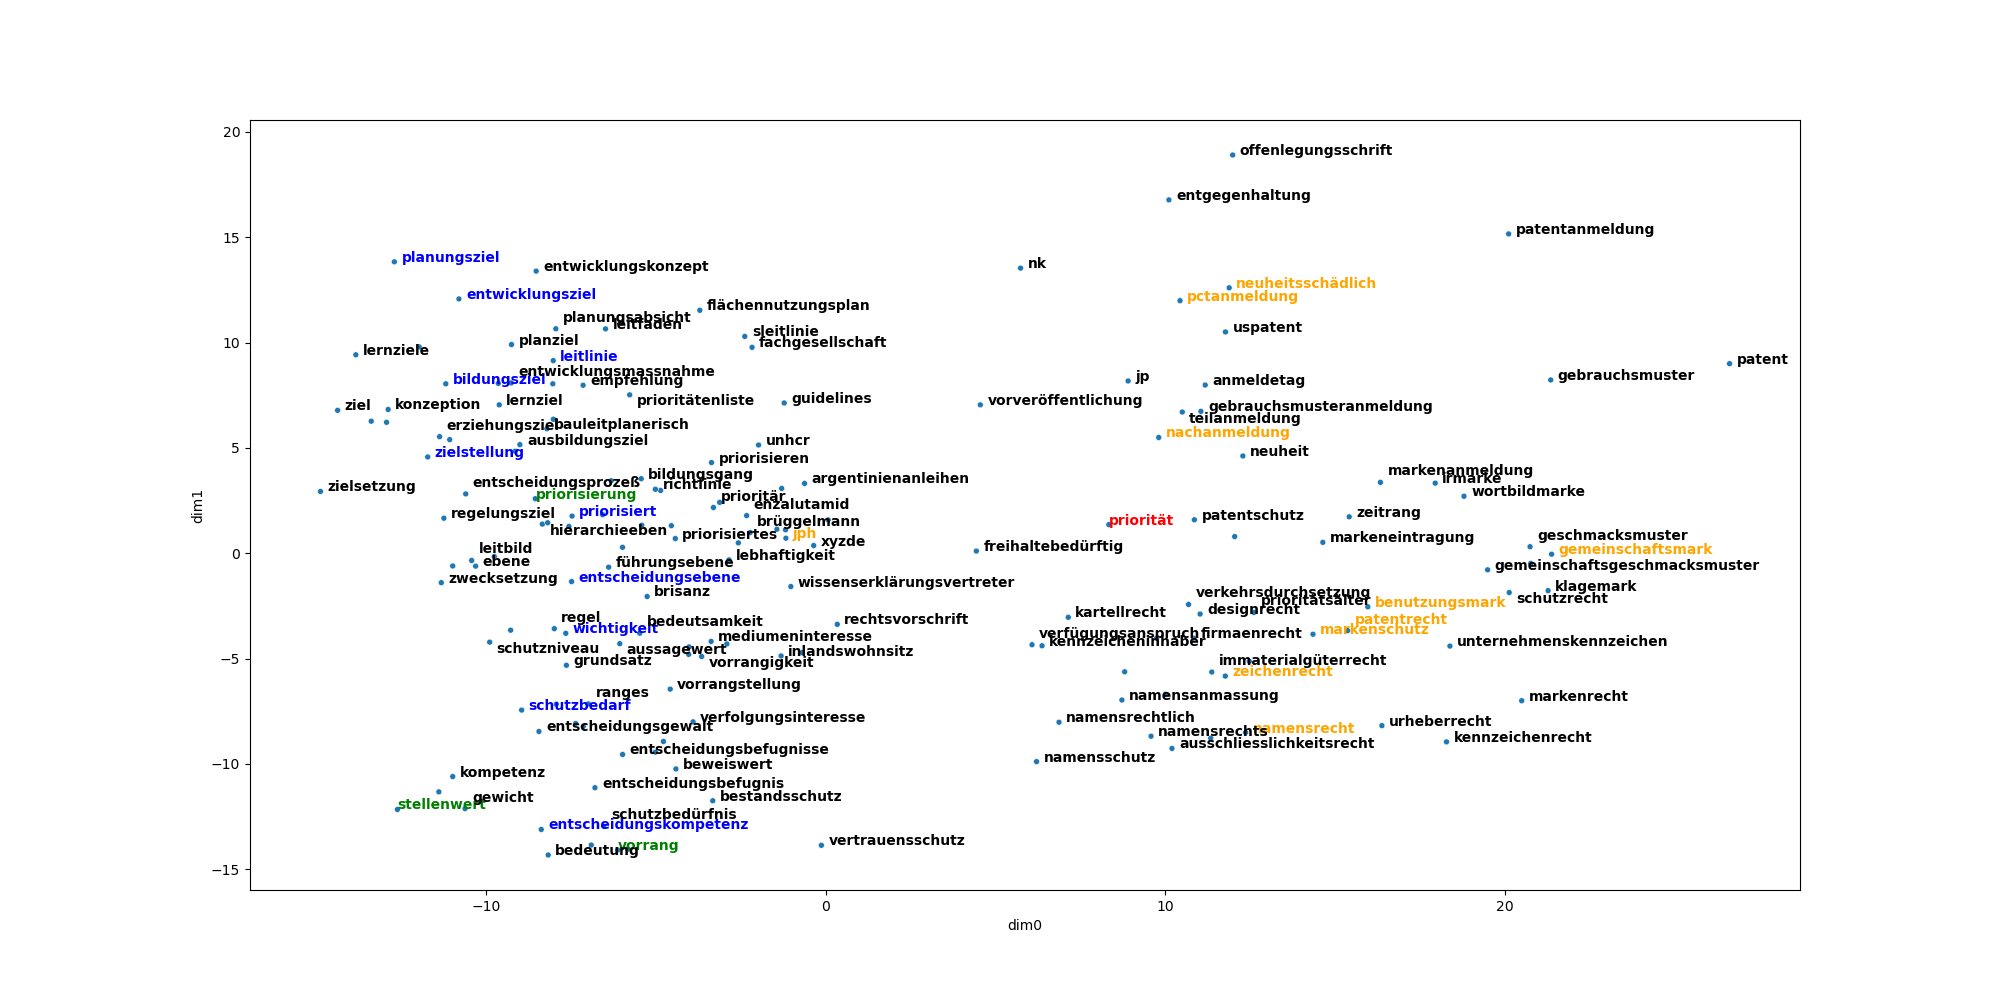 20
15
10
5
0
−5
−10
−15
−10
0
10
20
dim0
dim1
offenlegungsschrift
entgegenhaltung
patentanmeldung
planungsziel
entwicklungskonzept
nk
neuheitsschädlich
entwicklungsziel
pctanmeldung
flächennutzungsplan
planungsabsicht
leitfaden
sleitlinie
uspatent
lernziele
planziel
fachgesellschaft
leitlinie
patent
entwicklungsmassnahme
bildungsziel
empfehlung
jp
anmeldetag
gebrauchsmuster
ziel
konzeption
lernziel
prioritätenliste
guidelines
vorveröffentlichung
gebrauchsmusteranmeldung
teilanmeldung
erziehungsziel
bauleitplanerisch
nachanmeldung
ausbildungsziel
unhcr
zielstellung
priorisieren
neuheit
bildungsgang
markenanmeldung
zielsetzung
entscheidungsprozeß
richtlinie
argentinienanleihen
irmarke
priorisierung
prioritär
wortbildmarke
enzalutamid
regelungsziel
priorisiert
brüggelmann
priorität
patentschutz
zeitrang
hierarchieeben
priorisiertes
jph
xyzde
markeneintragung
geschmacksmuster
leitbild
freihaltebedürftig
gemeinschaftsmark
ebene
führungsebene
lebhaftigkeit
gemeinschaftsgeschmacksmuster
zwecksetzung
entscheidungsebene
wissenserklärungsvertreter
klagemark
brisanz
verkehrsdurchsetzung
schutzrecht
prioritätsälter
benutzungsmark
kartellrecht
designrecht
regel
bedeutsamkeit
rechtsvorschrift
patentrecht
wichtigkeit
mediumeninteresse
verfügungsanspruch
firmaenrecht
markenschutz
schutzniveau
aussagewert
inlandswohnsitz
kennzeicheninhaber
unternehmenskennzeichen
grundsatz
vorrangigkeit
immaterialgüterrecht
zeichenrecht
ranges
vorrangstellung
namensanmassung
markenrecht
schutzbedarf
verfolgungsinteresse
namensrechtlich
urheberrecht
entscheidungsgewalt
namensrechts
namensrecht
kennzeichenrecht
entscheidungsbefugnisse
ausschliesslichkeitsrecht
beweiswert
namensschutz
kompetenz
entscheidungsbefugnis
stellenwert
gewicht
bestandsschutz
schutzbedürfnis
entscheidungskompetenz
bedeutung
vorrang
vertrauensschutz